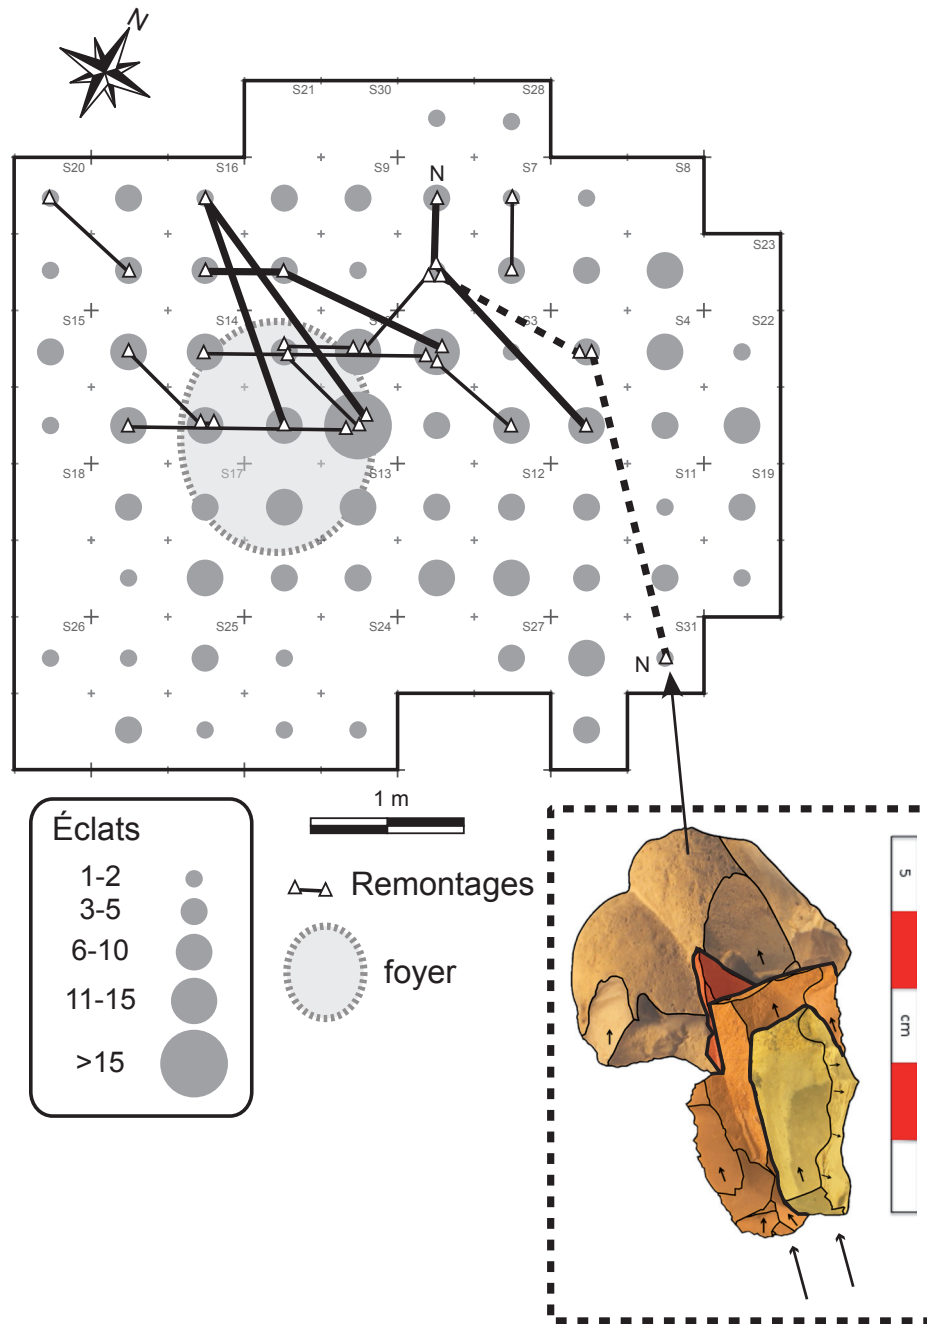 N
S21 S30 S28
S20 S16 S9 S7 S8
N
S23
S15 S14 S3 S4 S22
S18 S17 S13 S12 S11 S19
S26 S25 S24 S27 S31
N
1 m
Éclats
1-2
3-5
6-10
11-15
>15
Remontages
foyer
5
cm